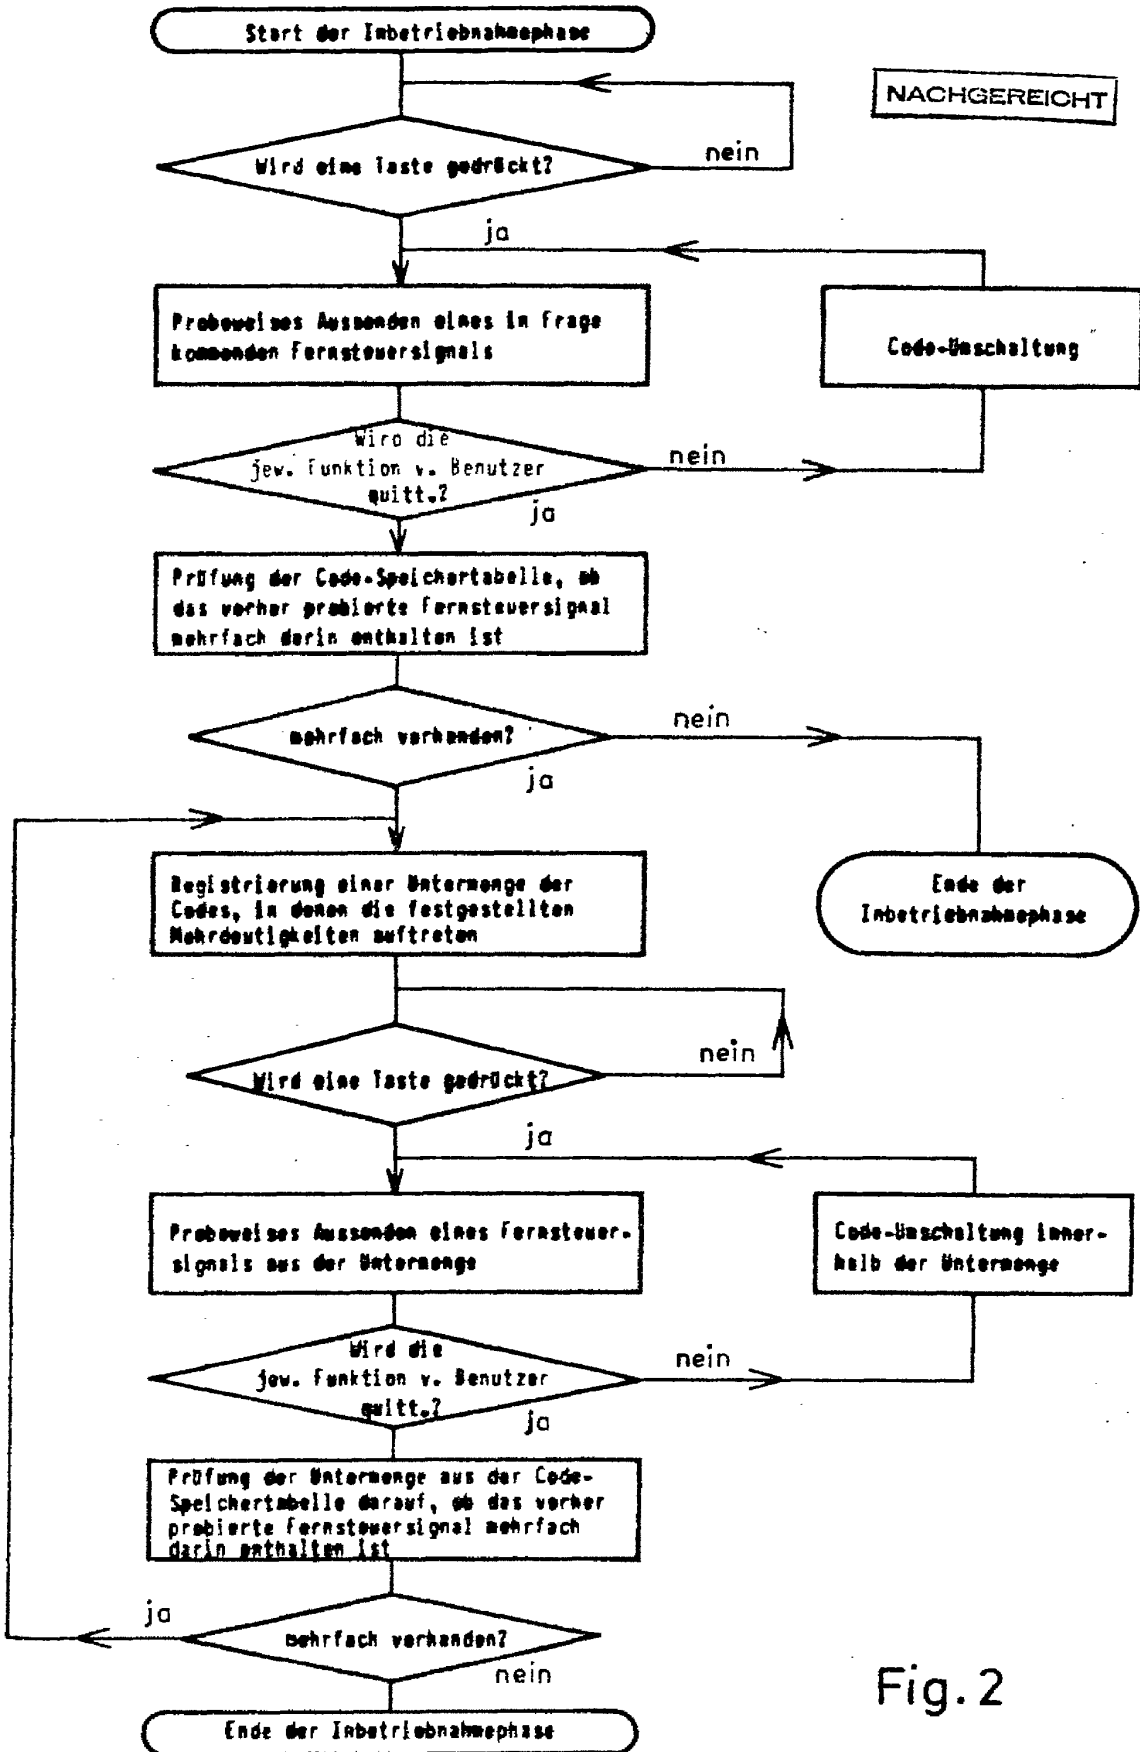 Start der Inbetriebnahmephase
NACHGEREICHT
Wird eine Taste gedrückt?
nein
ja
Probeweises Aussenden eines in Frage
kommenden Fernsteuersignals
Code-Umschaltung
Wird die
jew. Funktion v. Benutzer
quitt.?
nein
ja
Prüfung der Code-Speichertabelle, ob
das vorher probierte Fernsteuersignal
mehrfach darin enthalten ist
mehrfach vorhanden?
nein
ja
Registrierung einer Untermenge der
Codes, in denen die festgestellten
Mehrdeutigkeiten auftreten
Ende der
Inbetriebnahmephase
Wird eine Taste gedrückt?
nein
ja
Probeweises Aussenden eines Fernsteuer-
signals aus der Untermenge
Code-Umschaltung inner-
halb der Untermenge
Wird die
jew. Funktion v. Benutzer
quitt.?
nein
ja
Prüfung der Untermenge aus der Code-
Speichertabelle darauf, ob das vorher
probierte Fernsteuersignal mehrfach
darin enthalten ist
ja
mehrfach vorhanden?
nein
Ende der Inbetriebnahmephase
Fig. 2